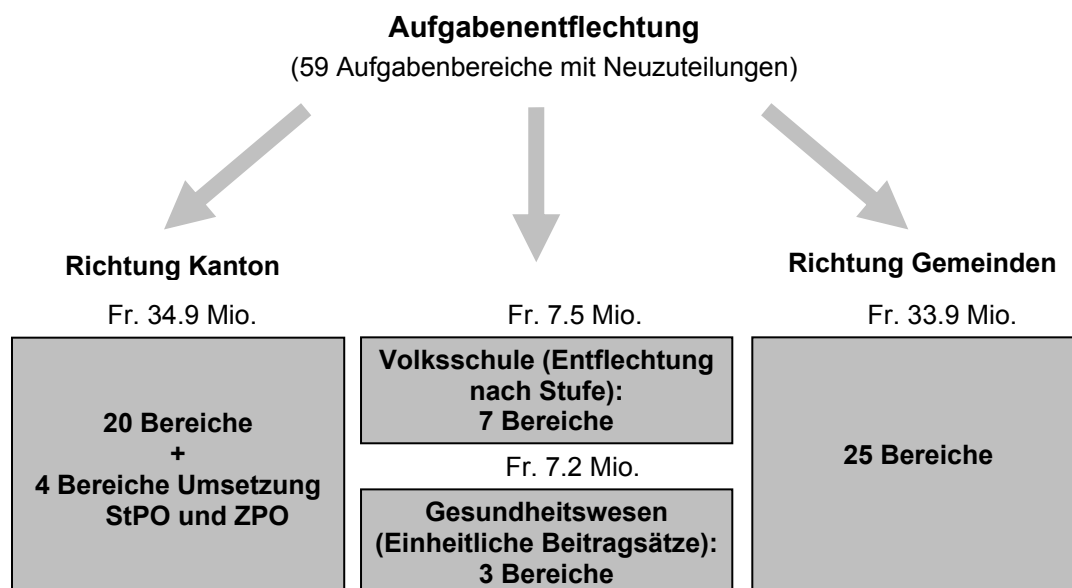 Aufgabenentflechtung
(59 Aufgabenbereiche mit Neuzuteilungen)
Richtung Kanton
Fr. 34.9 Mio.
20 Bereiche
+
4 Bereiche Umsetzung
StPO und ZPO
Fr. 7.5 Mio.
Volksschule (Entflechtung
nach Stufe):
7 Bereiche
Fr. 7.2 Mio.
Gesundheitswesen
(Einheitliche Beitragsätze):
3 Bereiche
Richtung Gemeinden
Fr. 33.9 Mio.
25 Bereiche